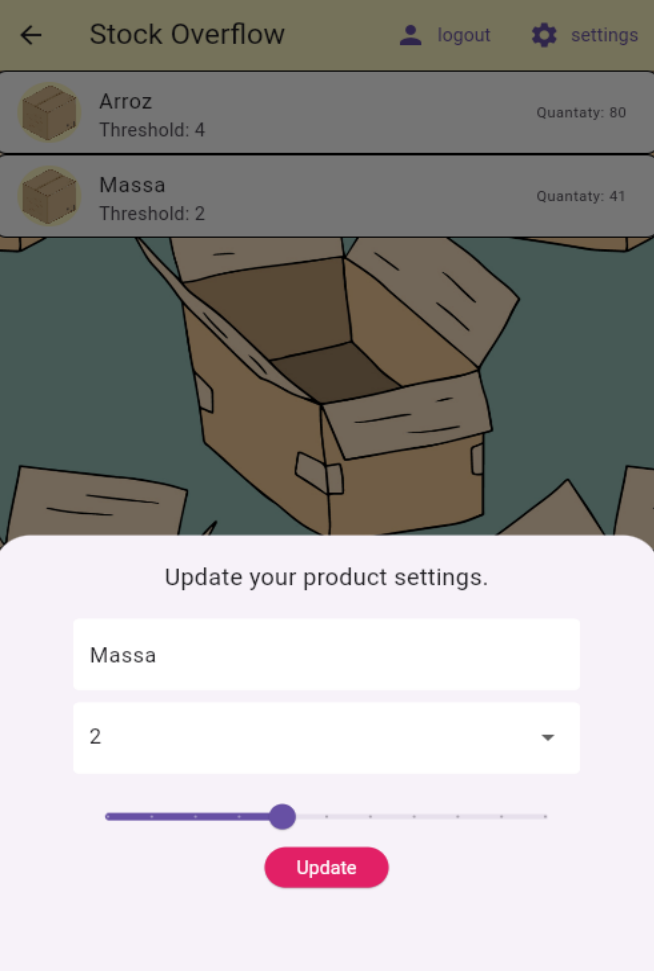 Stock Overflow
logout
settings
Arroz
Threshold: 4
Quantaty: 80
Massa
Threshold: 2
Quantaty: 41
Update your product settings.
Massa
2
Update